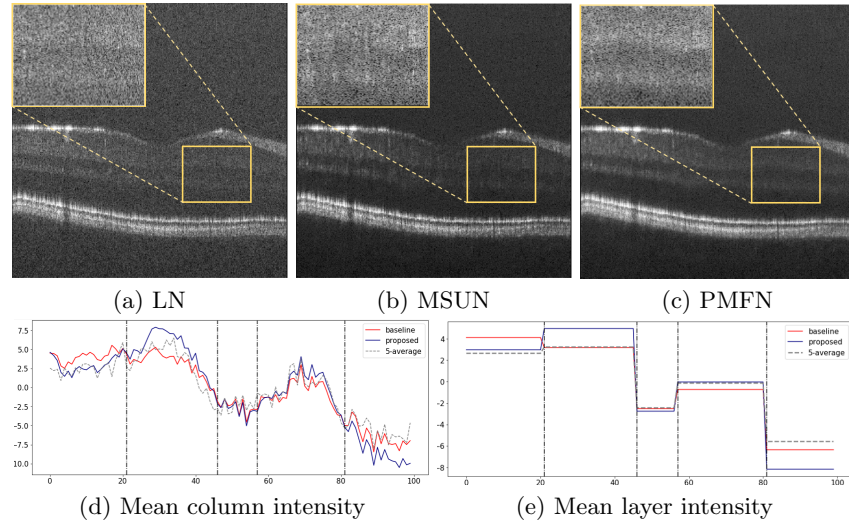 (a) LN
(b) MSUN
(c) PMFN
7.5
5.0
2.5
0.0
-2.5
-5.0
-7.5
10.0
0
20
40
60
80
100
baseline
proposed
5-average
4
2
0
-2
-4
-6
-8
0
20
40
60
80
100
baseline
proposed
5-average
(d) Mean column intensity
(e) Mean layer intensity